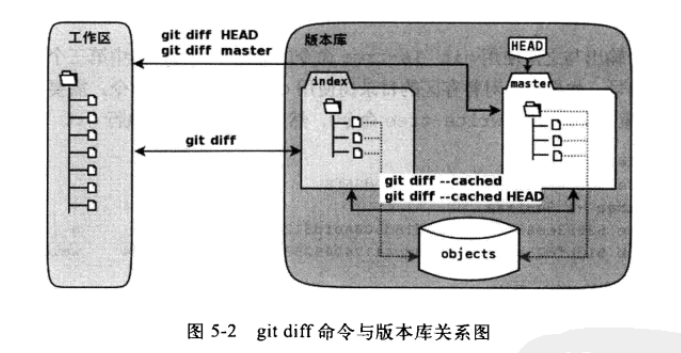 工作区
git diff HEAD
git diff master
版本库
HEAD
index
master
git diff
git diff --cached
git diff --cached HEAD
objects
图 5-2 git diff 命令与版本库关系图